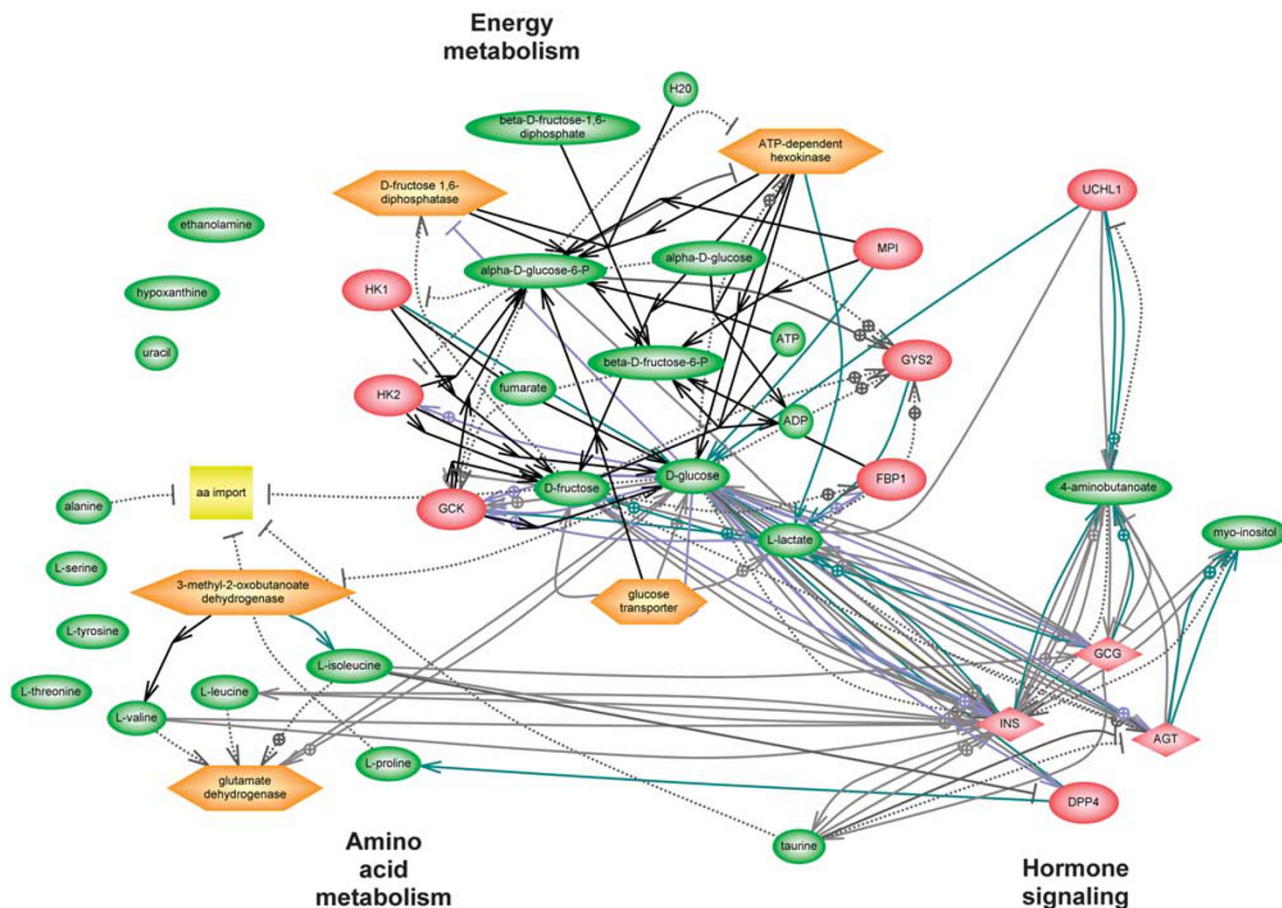 Energy
metabolism
H20
beta-D-fructose-1,6-
diphosphate
ATP-dependent
hexokinase
D-fructose 1,6-
diphosphatase
UCHL1
ethanolamine
MPI
alpha-D-glucose
alpha-D-glucose-6-P
HK1
hypoxanthine
ATP
uracil
beta-D-fructose-6-P
GYS2
fumarate
HK2
ADP
D-glucose
FBP1
aa import
D-fructose
4-aminobutanoate
alanine
GCK
myo-inositol
L-lactate
L-serine
3-methyl-2-oxobutanoate
dehydrogenase
glucose
transporter
L-tyrosine
GCG
L-isoleucine
L-threonine
L-leucine
L-valine
INS
AGT
L-proline
glutamate
dehydrogenase
DPP4
taurine
Amino
acid
metabolism
Hormone
signaling